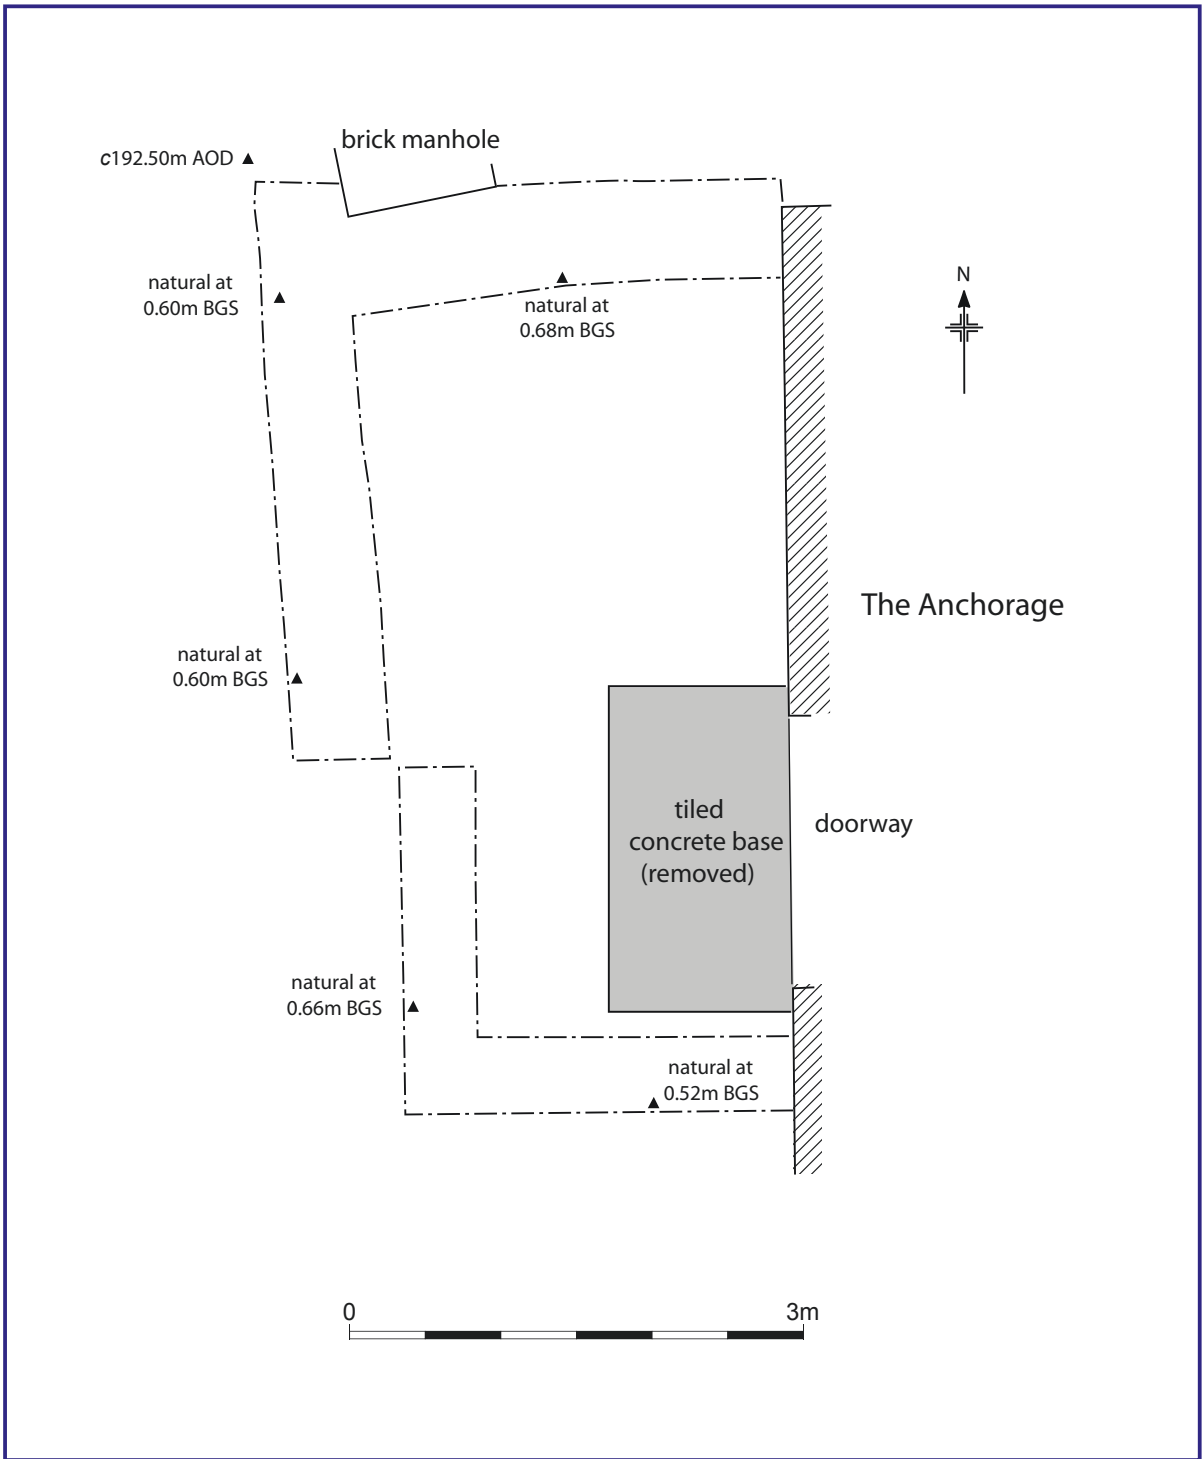 brick manhole
c192.50m AOD
N
natural at
0.60m BGS
natural at
0.68m BGS
The Anchorage
natural at
0.60m BGS
tiled
concrete base
(removed)
doorway
natural at
0.66m BGS
natural at
0.52m BGS
0
3m